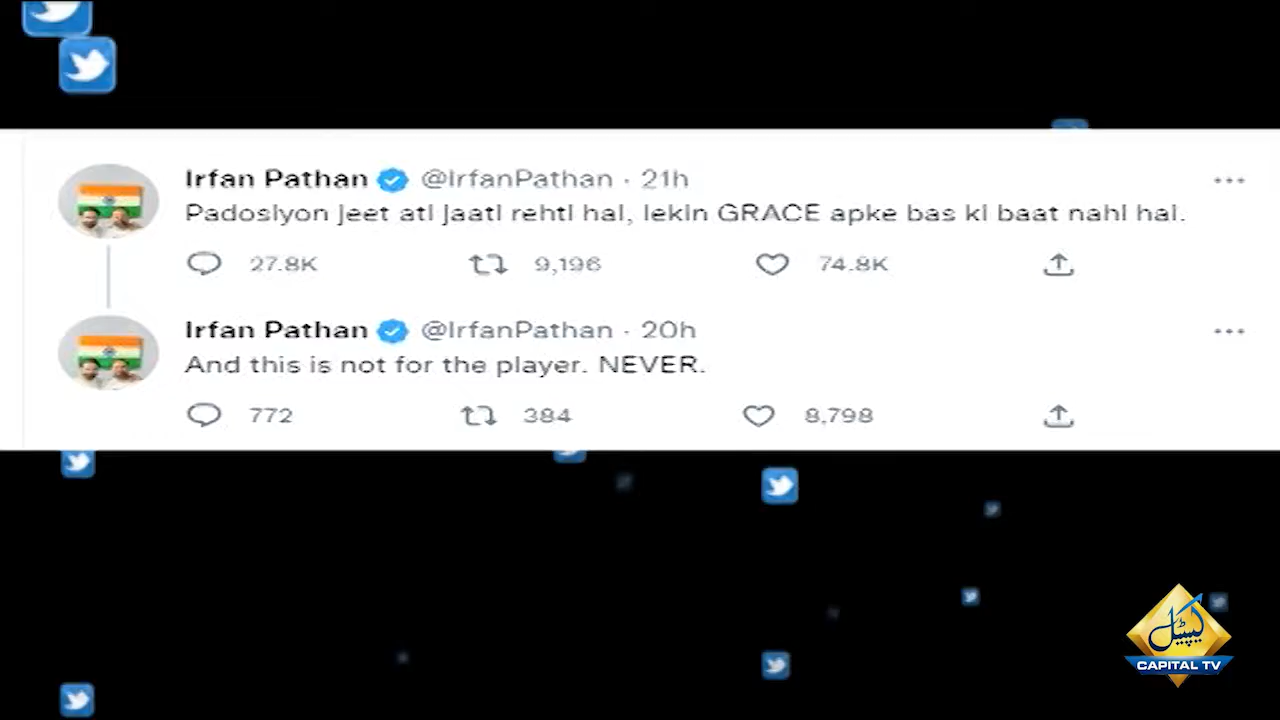 Irfan Pathan @IrfanPathan · 21h
Padosiyon jeet ati jaati rehti hai, lekin GRACE apke bas ki baat nahi hai.
27.8K 9,196 74.8K
Irfan Pathan @IrfanPathan · 20h
And this is not for the player. NEVER.
772 384 8,798
کیپیٹل
CAPITAL TV